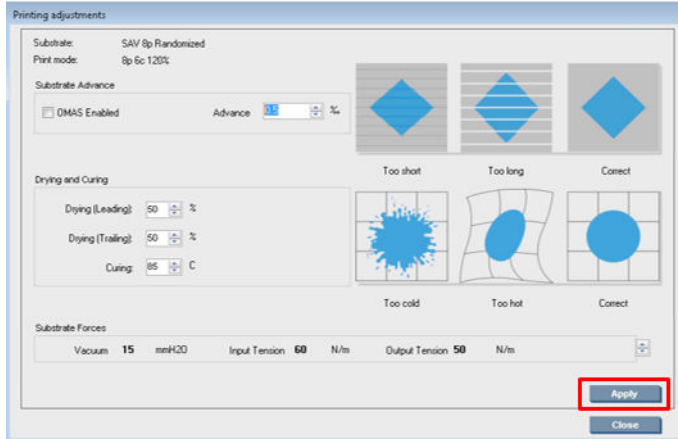 Printing adjustments
Substrate: SAV 8p Randomized
Print mode: 8p 6c 120%
Substrate Advance
OMAS Enabled Advance 0.5 ‰
Too short Too long Correct
Drying and Curing
Drying (Leading): 50 %
Drying (Trailing): 50 %
Curing: 85 C
Too cold Too hot Correct
Substrate Forces
Vacuum 15 mmH2O Input Tension 60 N/m Output Tension 50 N/m
Apply
Close